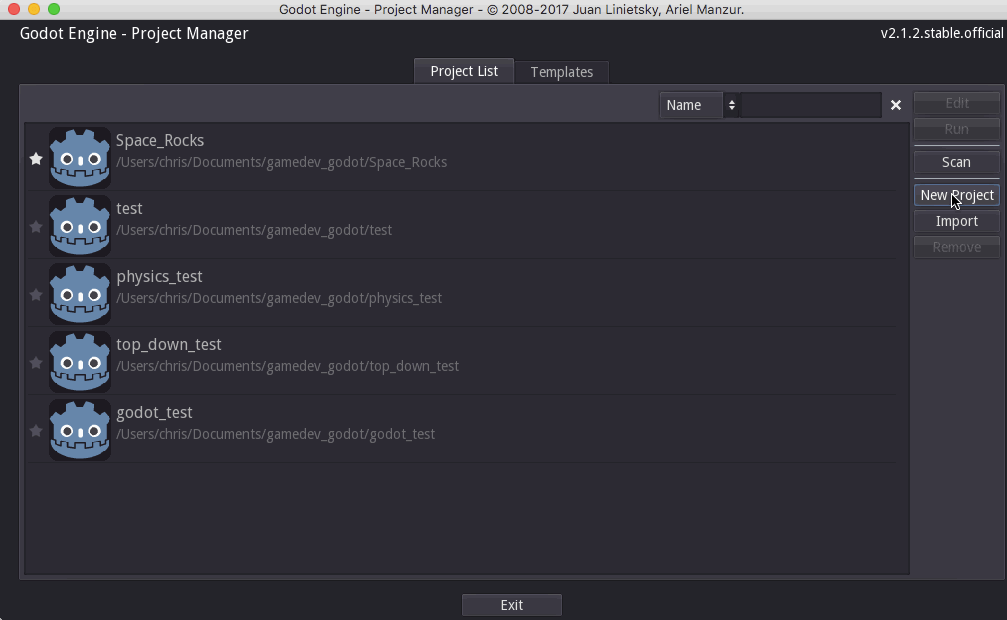 Godot Engine - Project Manager - © 2008-2017 Juan Linietsky, Ariel Manzur.
Godot Engine - Project Manager
v2.1.2.stable.official
Project List
Templates
Name
Edit
Run
Scan
New Project
Import
Remove
Space_Rocks
/Users/chris/Documents/gamedev_godot/Space_Rocks
test
/Users/chris/Documents/gamedev_godot/test
physics_test
/Users/chris/Documents/gamedev_godot/physics_test
top_down_test
/Users/chris/Documents/gamedev_godot/top_down_test
godot_test
/Users/chris/Documents/gamedev_godot/godot_test
Exit